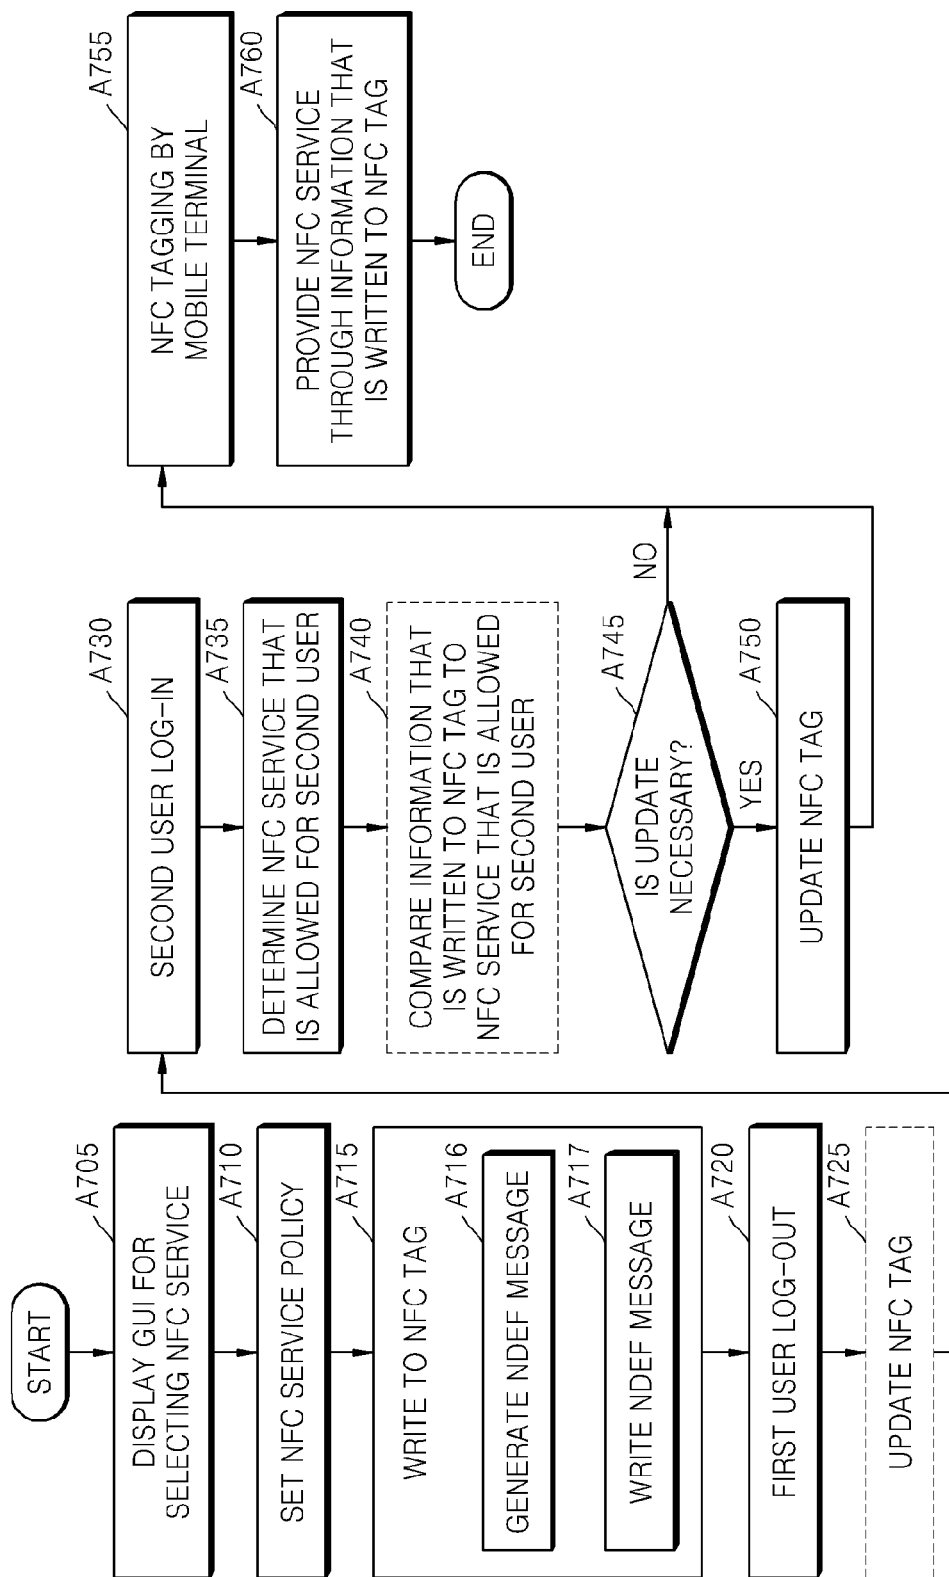 START
A705
DISPLAY GUI FOR
SELECTING NFC SERVICE
A710
SET NFC SERVICE POLICY
A715
WRITE TO NFC TAG
A716
GENERATE NDEF MESSAGE
A717
WRITE NDEF MESSAGE
A720
FIRST USER LOG-OUT
A725
UPDATE NFC TAG
A730
SECOND USER LOG-IN
A735
DETERMINE NFC SERVICE THAT
IS ALLOWED FOR SECOND USER
A740
COMPARE INFORMATION THAT
IS WRITTEN TO NFC TAG TO
NFC SERVICE THAT IS ALLOWED
FOR SECOND USER
A745
IS UPDATE
NECESSARY?
NO
YES
A750
UPDATE NFC TAG
A755
NFC TAGGING BY
MOBILE TERMINAL
A760
PROVIDE NFC SERVICE
THROUGH INFORMATION THAT
IS WRITTEN TO NFC TAG
END